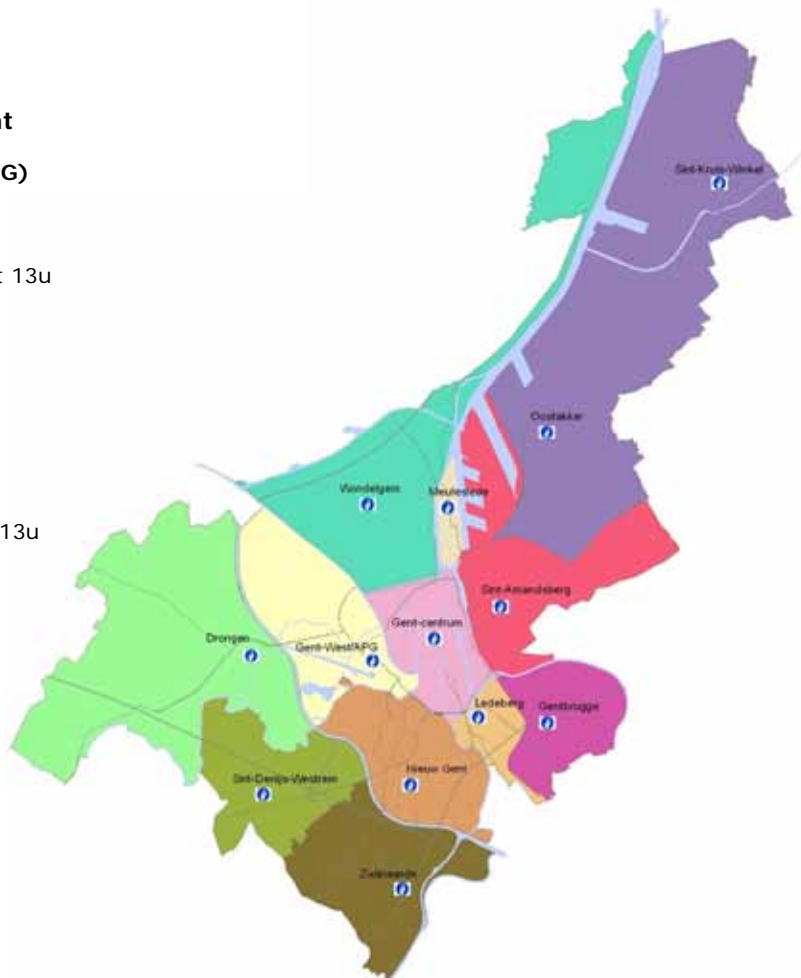 nt
G)
t 13u
13u
Sint-Kruis-Winkel
Oostakker
Wondelgem
Meulestede
Sint-Amandsberg
Gent-centrum
Drongen
Gent-West/APG
Ledeberg
Gentbrugge
Nieuw Gent
Sint-Denijs-Westrem
Zwijnaarde